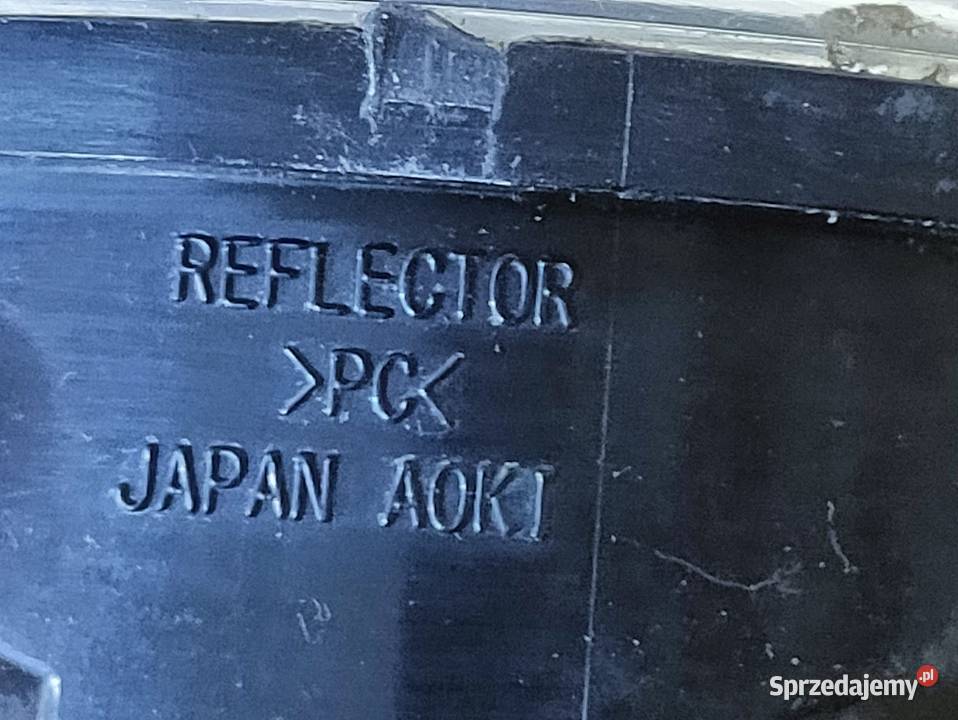 REFLECTOR
>PC<
JAPAN AOKI
Sprzedajemy.pl